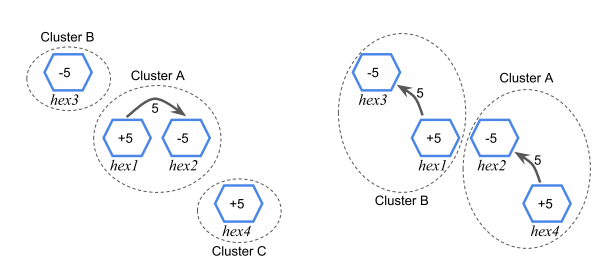 Cluster B
-5
hex3
Cluster A
5
+5
-5
hex1
hex2
+5
hex4
Cluster C
-5
hex3
5
Cluster A
+5
-5
hex1
hex2
5
Cluster B
+5
hex4